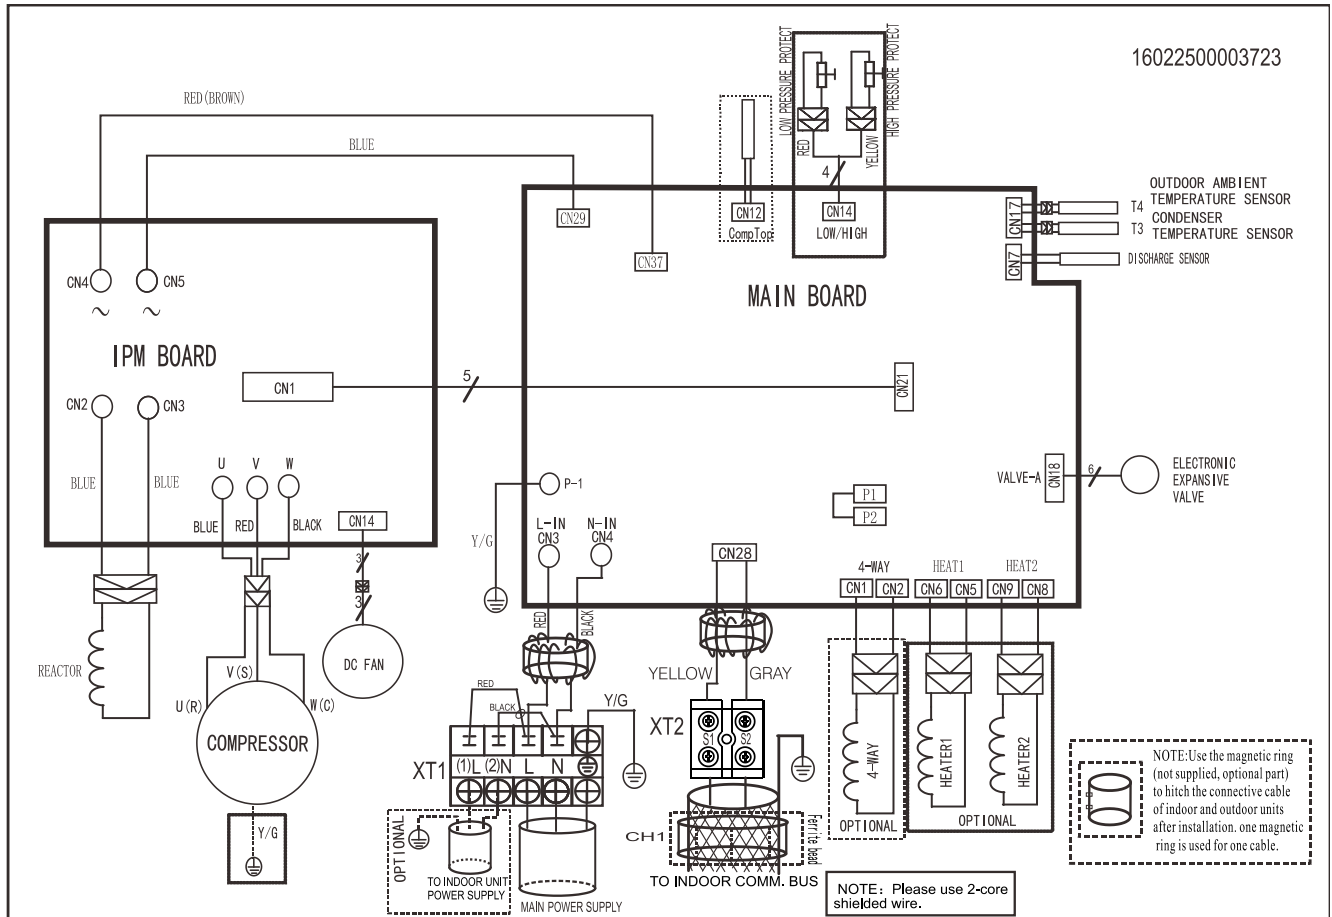 16022500003723
LOW PRESSURE PROTECT
HIGH PRESSURE PROTECT
RED
YELLOW
4
RED(BROWN)
BLUE
CN29
CN37
CN12
CompTop
CN14
LOW/HIGH
CN17
T4
OUTDOOR AMBIENT
TEMPERATURE SENSOR
T3
CONDENSER
TEMPERATURE SENSOR
CN7
DISCHARGE SENSOR
MAIN BOARD
CN4
CN5
IPM BOARD
CN1
5
CN21
CN2
CN3
BLUE
BLUE
U
V
W
BLUE
RED
BLACK
CN14
3
3
DC FAN
REACTOR
V(S)
U(R)
W(C)
COMPRESSOR
Y/G
P-1
Y/G
L-IN
CN3
N-IN
CN4
RED
BLACK
CN28
P1
P2
VALVE-A
CN18
6
ELECTRONIC
EXPANSIVE
VALVE
4-WAY
CN1
CN2
HEAT1
CN6
CN5
HEAT2
CN9
CN8
YELLOW
GRAY
RED
BLACK
Y/G
XT1
(1)L
(2)N
L
N
XT2
S1
S2
OPTIONAL
TO INDOOR UNIT
POWER SUPPLY
MAIN POWER SUPPLY
CH1
Ferrite bead
TO INDOOR COMM. BUS
4-WAY
OPTIONAL
HEATER1
HEATER2
OPTIONAL
NOTE: Please use 2-core
shielded wire.
NOTE:Use the magnetic ring
(not supplied, optional part)
to hitch the connective cable
of indoor and outdoor units
after installation. one magnetic
ring is used for one cable.